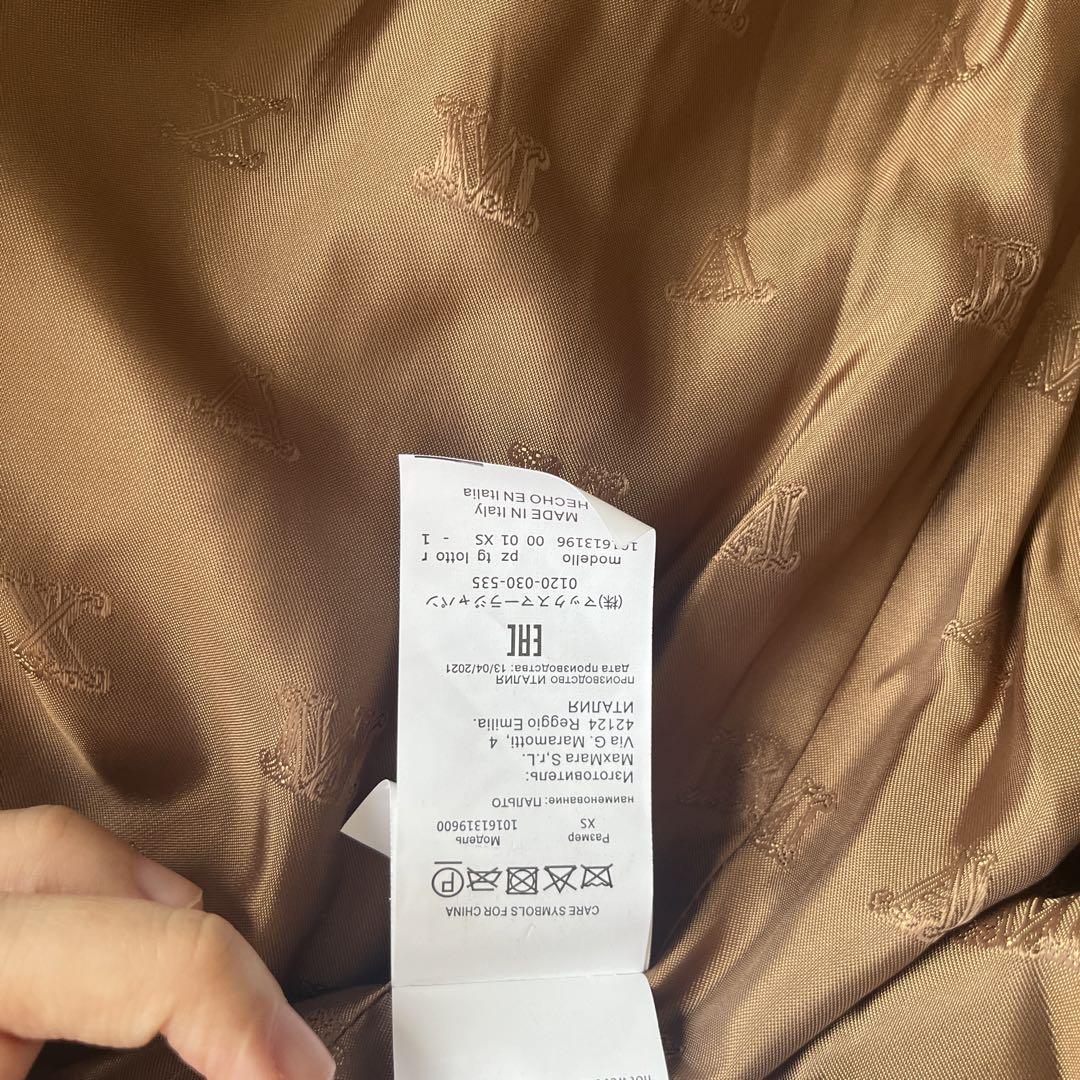 CARE SYMBOLS FOR CHINA
P
Размер Модель
XS 10161319600
наименование: ПАЛЬТО
Изготовитель:
MaxMara S.r.L.
Via G. Maramotti, 4
42124 Reggio Emilia.
ИТАЛИЯ
производство ИТАЛИЯ
дата производства: 13/04/2021
EAC
(株)マックスマーラジャパン
0120-030-535
modello pz tg lotto r
101613196 00 01 XS - 1
MADE IN Italy
HECHO EN Italia